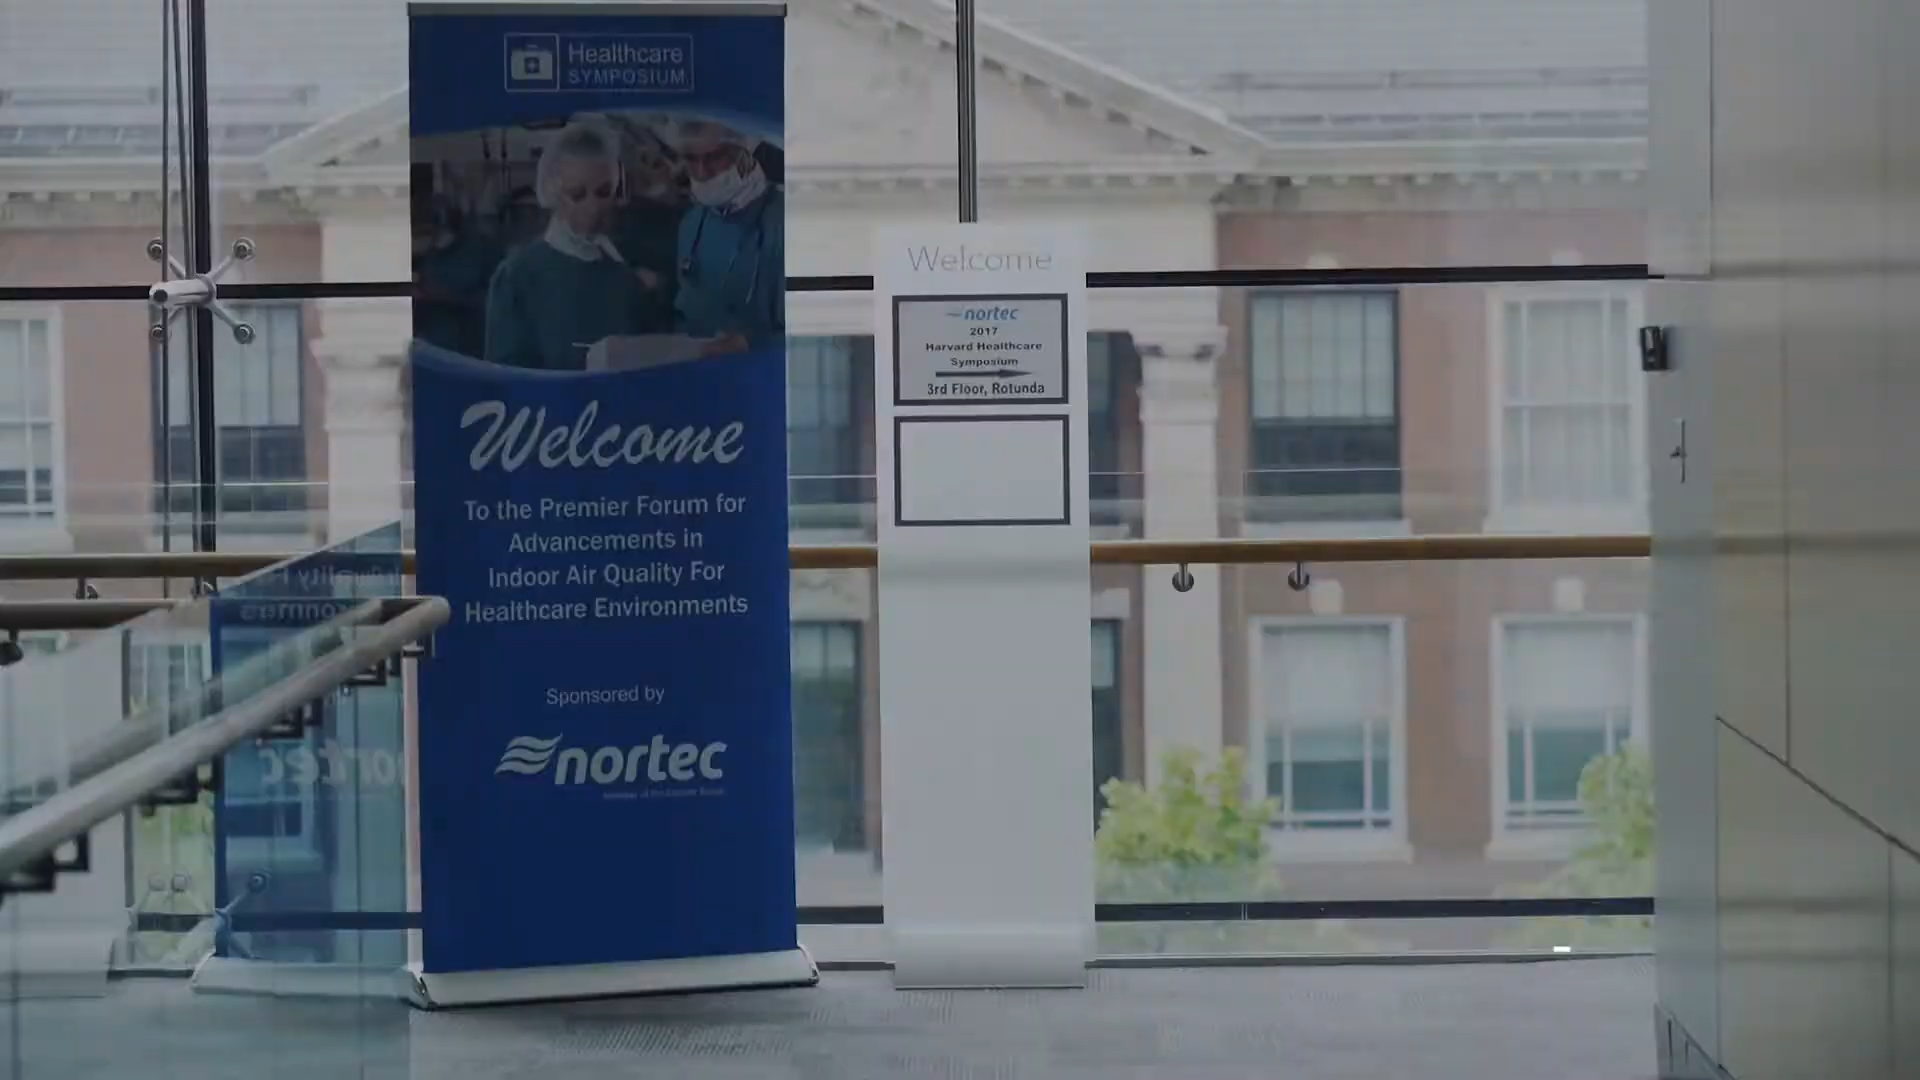 Healthcare
SYMPOSIUM
Welcome
To the Premier Forum for
Advancements in
Indoor Air Quality For
Healthcare Environments
Sponsored by
nortec
Welcome
nortec
2017
Harvard Healthcare
Symposium
3rd Floor, Rotunda